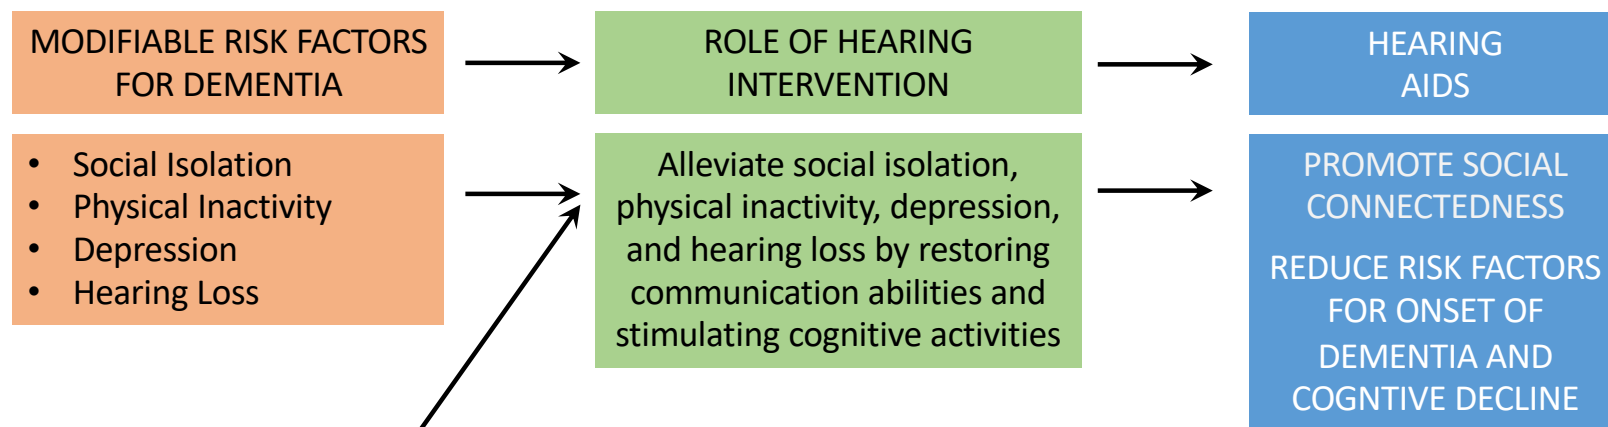 MODIFIABLE RISK FACTORS
FOR DEMENTIA
ROLE OF HEARING
INTERVENTION
HEARING
AIDS
• Social Isolation
• Physical Inactivity
• Depression
• Hearing Loss
Alleviate social isolation,
physical inactivity, depression,
and hearing loss by restoring
communication abilities and
stimulating cognitive activities
PROMOTE SOCIAL
CONNECTEDNESS
REDUCE RISK FACTORS
FOR ONSET OF
DEMENTIA AND
COGNTIVE DECLINE